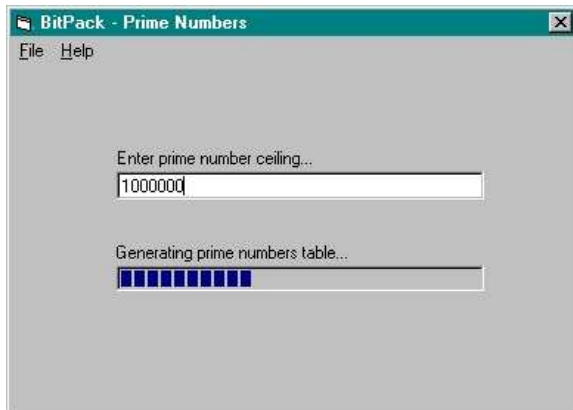 BitPack - Prime Numbers
File Help
Enter prime number ceiling...
1000000
Generating prime numbers table...